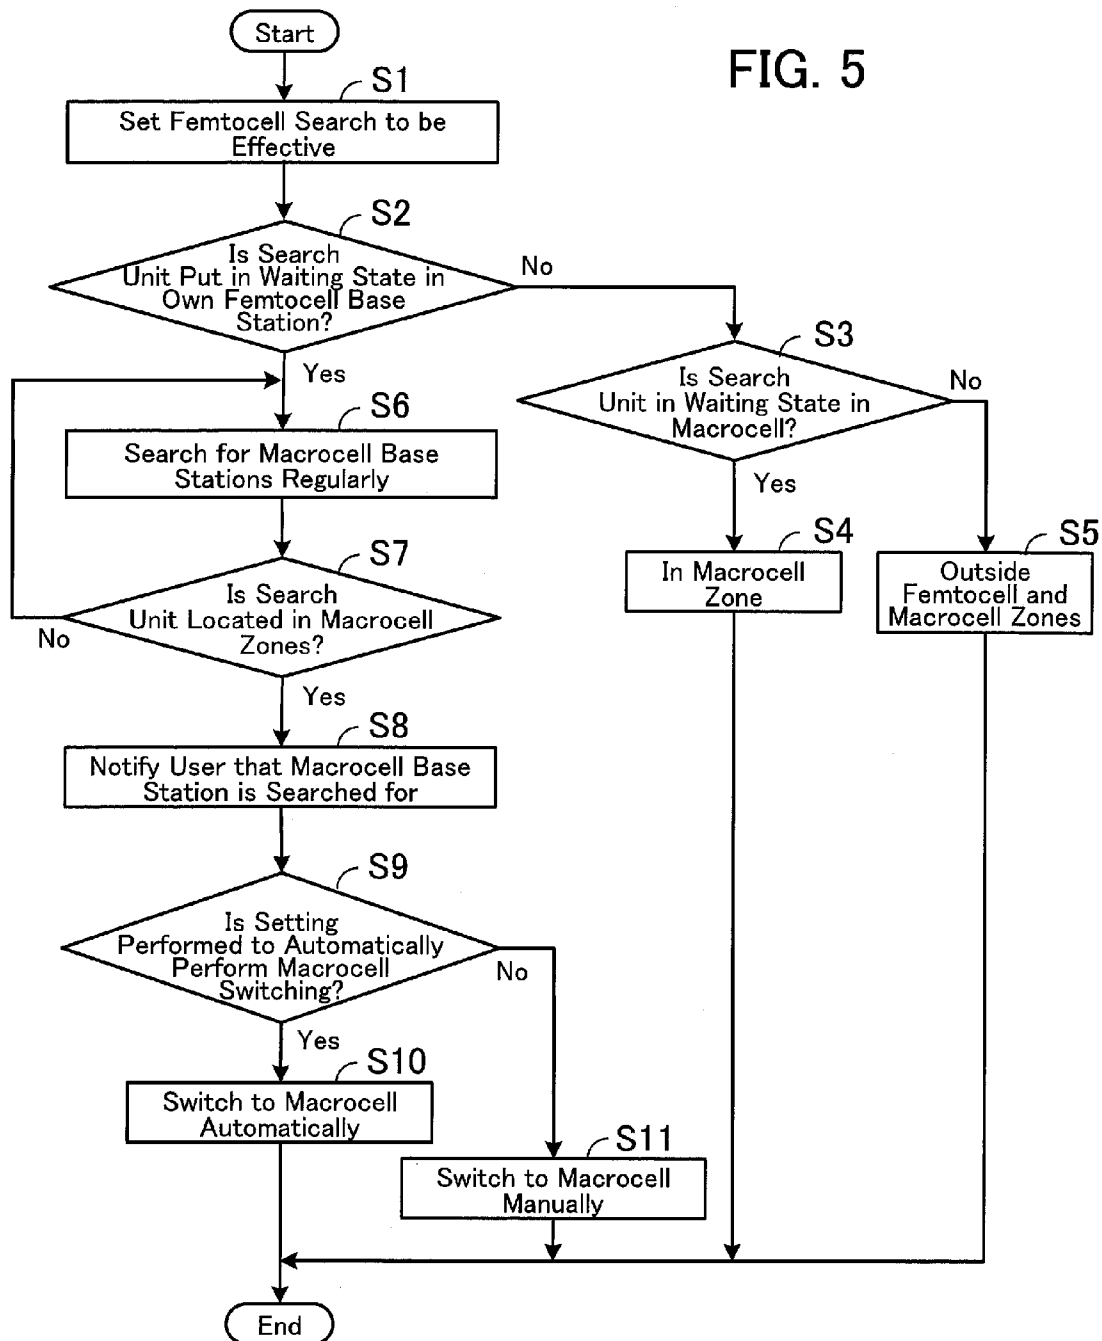 Start
FIG. 5
S1
Set Femtocell Search to be
Effective
S2
Is Search
Unit Put in Waiting State in
Own Femtocell Base
Station?
No
Yes
S3
Is Search
Unit in Waiting State in
Macrocell?
No
Yes
S6
Search for Macrocell Base
Stations Regularly
S4
In Macrocell
Zone
S5
Outside
Femtocell and
Macrocell Zones
S7
Is Search
Unit Located in Macrocell
Zones?
No
Yes
S8
Notify User that Macrocell Base
Station is Searched for
S9
Is Setting
Performed to Automatically
Perform Macrocell
Switching?
No
Yes
S10
Switch to Macrocell
Automatically
S11
Switch to Macrocell
Manually
End